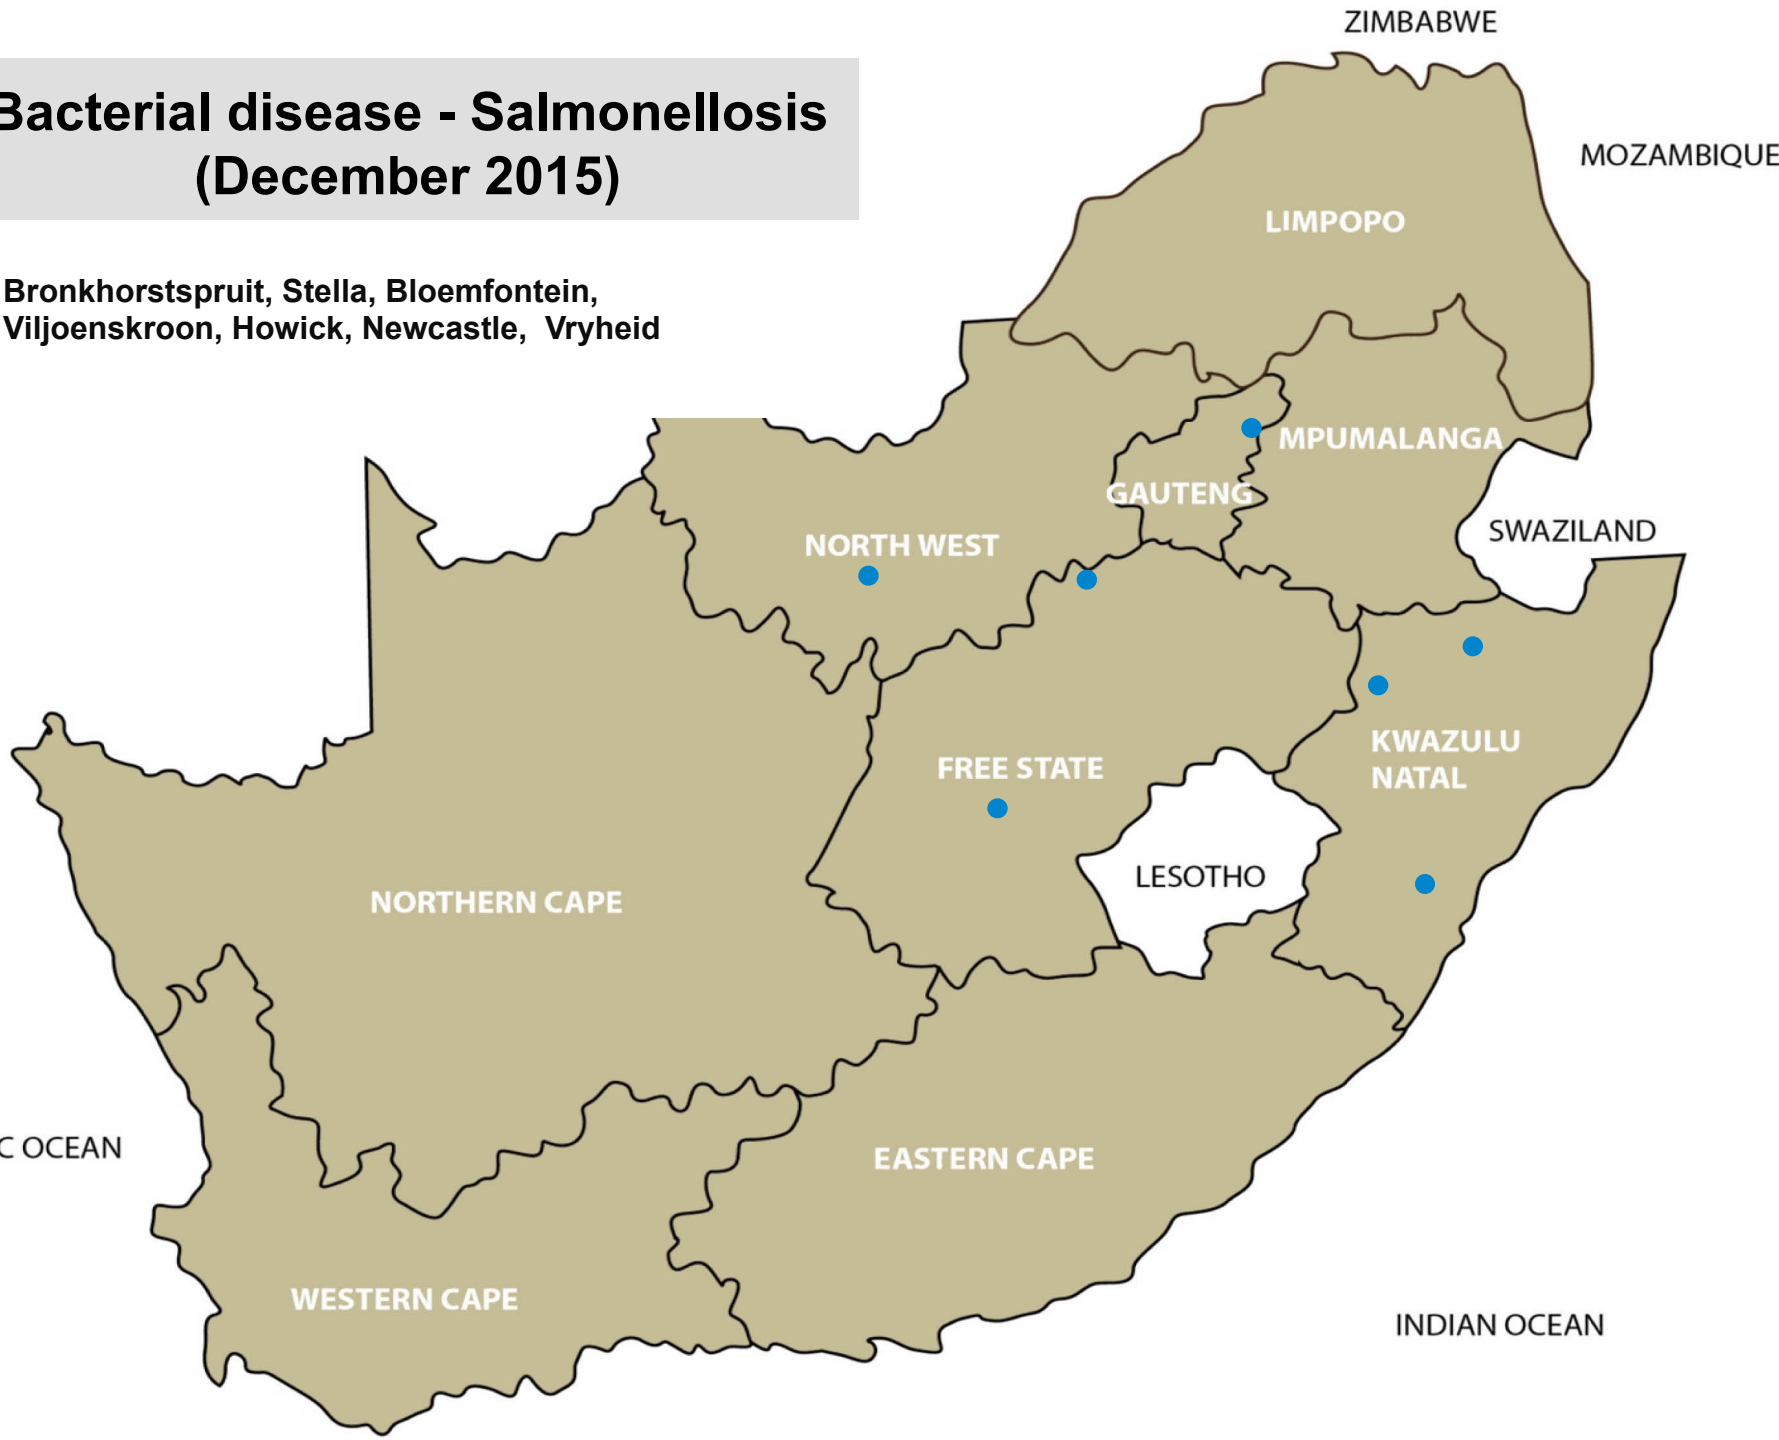 Bacterial disease - Salmonellosis
(December 2015)
Bronkhorstspruit, Stella, Bloemfontein,
Viljoenskroon, Howick, Newcastle, Vryheid
ZIMBABWE
MOZAMBIQUE
LIMPOPO
MPUMALANGA
GAUTENG
SWAZILAND
NORTH WEST
KWAZULU
NATAL
FREE STATE
LESOTHO
NORTHERN CAPE
C OCEAN
EASTERN CAPE
WESTERN CAPE
INDIAN OCEAN